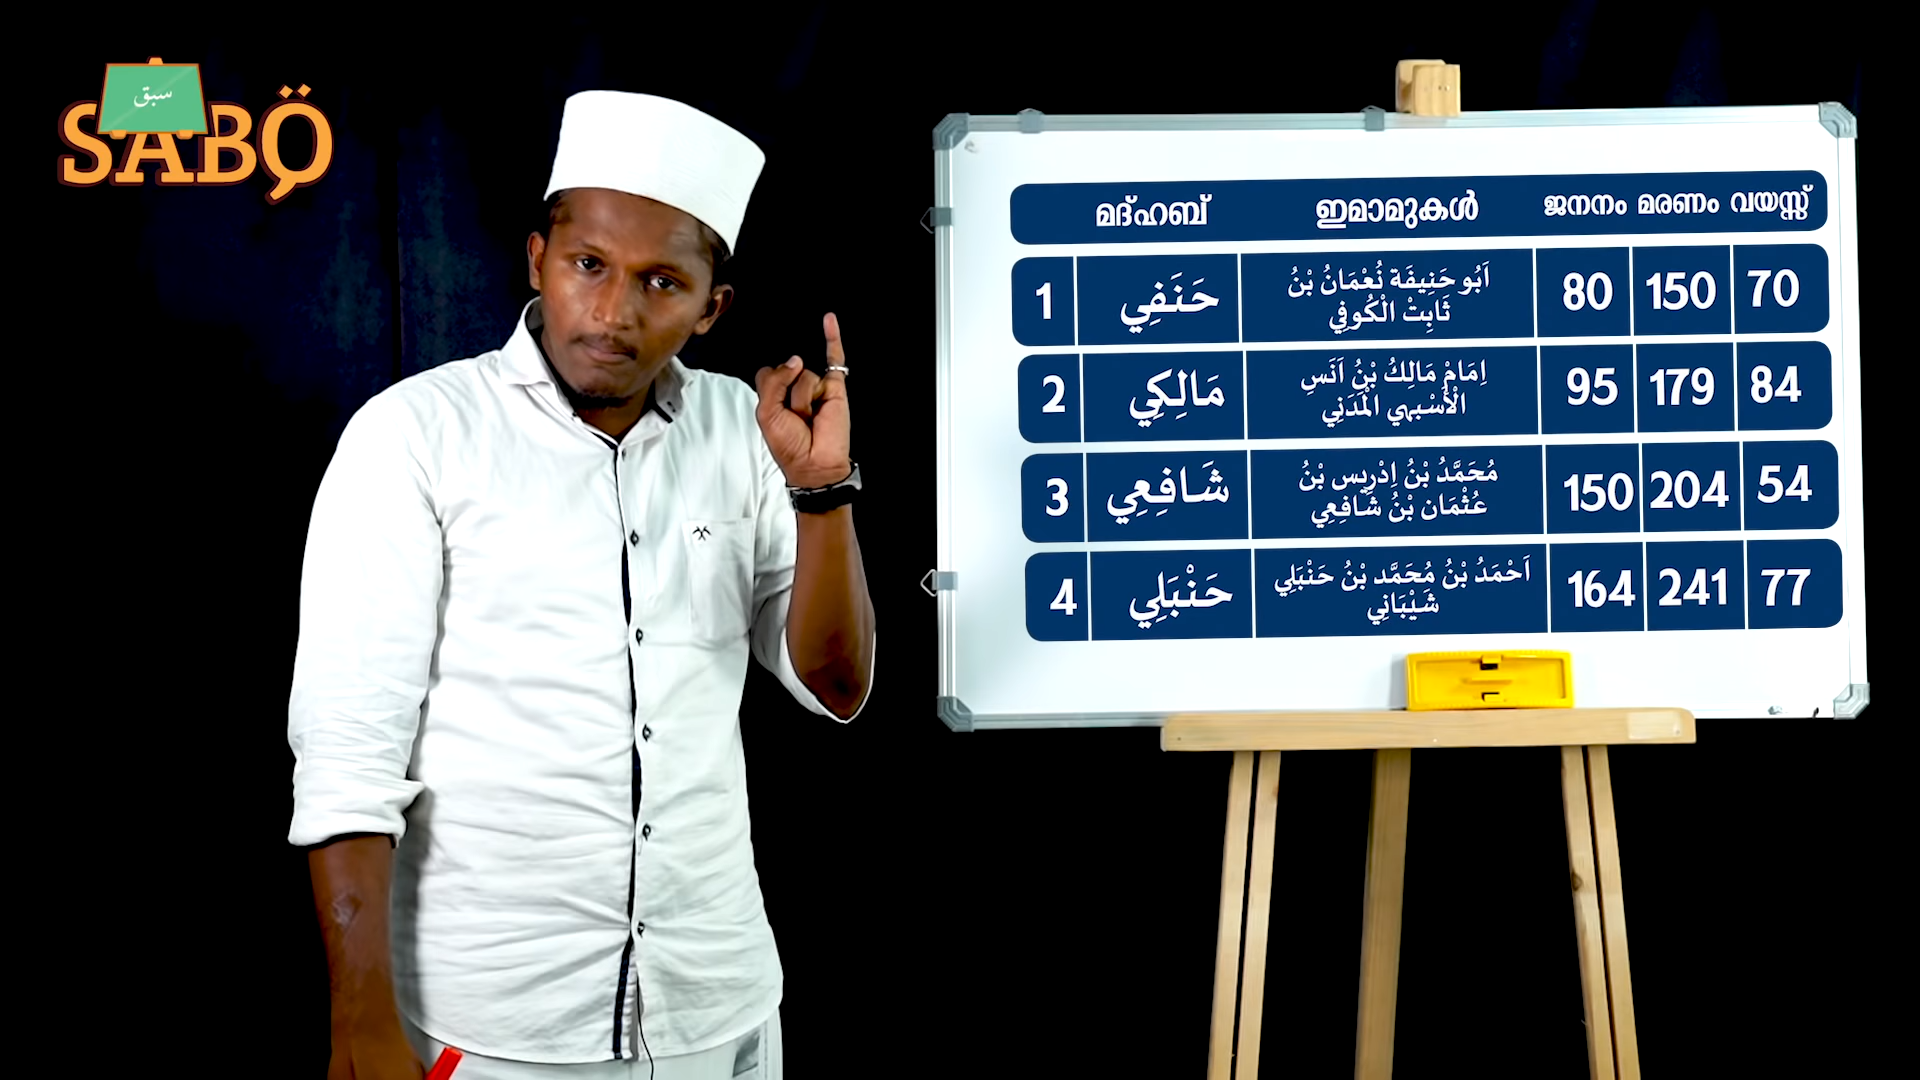 سبق
SABQ
മദ്ഹബ് ഇമാമുകൾ ജനനം മരണം വയസ്സ്
1 حَنَفِي اَبُو حَنِيفَة نُعْمَانُ بْنُ 80 150 70
ثَابِتْ الْكُوفِي
2 مَالِكِي اِمَامْ مَالِكُ بْنُ اَنَسِ 95 179 84
الْأَسْبهي الْمَدَنِي
3 شَافِعِي مُحَمَّدُ بْنُ اِدْرِيس بْنُ 150 204 54
عُثْمَان بْنُ شَافِعِي
4 حَنْبَلِي اَحْمَدُ بْنُ مُحَمَّد بْنُ حَنْبَلِي 164 241 77
شَيْبَانِي